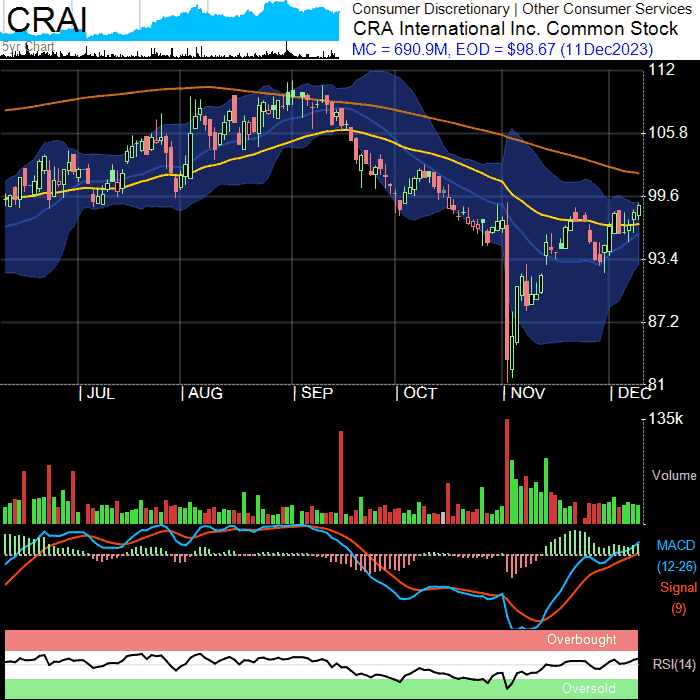 CRAI
5yr Chart
Consumer Discretionary | Other Consumer Services
CRA International Inc. Common Stock
MC = 690.9M, EOD = $98.67 (11Dec2023)
112
105.8
99.6
93.4
87.2
81
| JUL | AUG | SEP | OCT | NOV | DEC
135k
Volume
MACD
(12-26)
Signal
(9)
Overbought
RSI(14)
Oversold